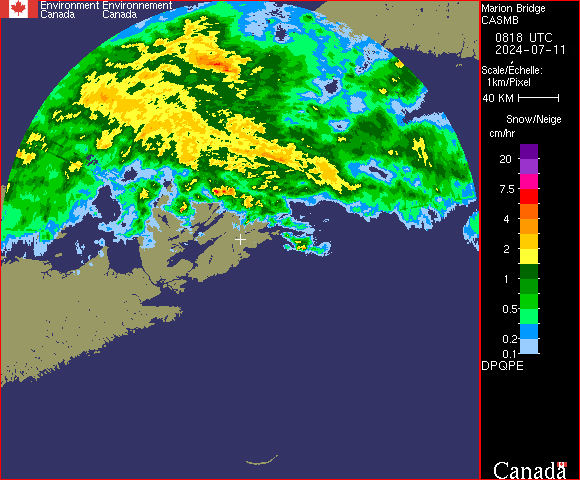 Environment Environnement
Canada Canada
Marion Bridge
CASMB
0818 UTC
2024-07-11
Scale/Échelle:
1km/Pixel
40 KM
Snow/Neige
cm/hr
20
7.5
4
2
1
0.5
0.2
0.1
DPQPE
Canada